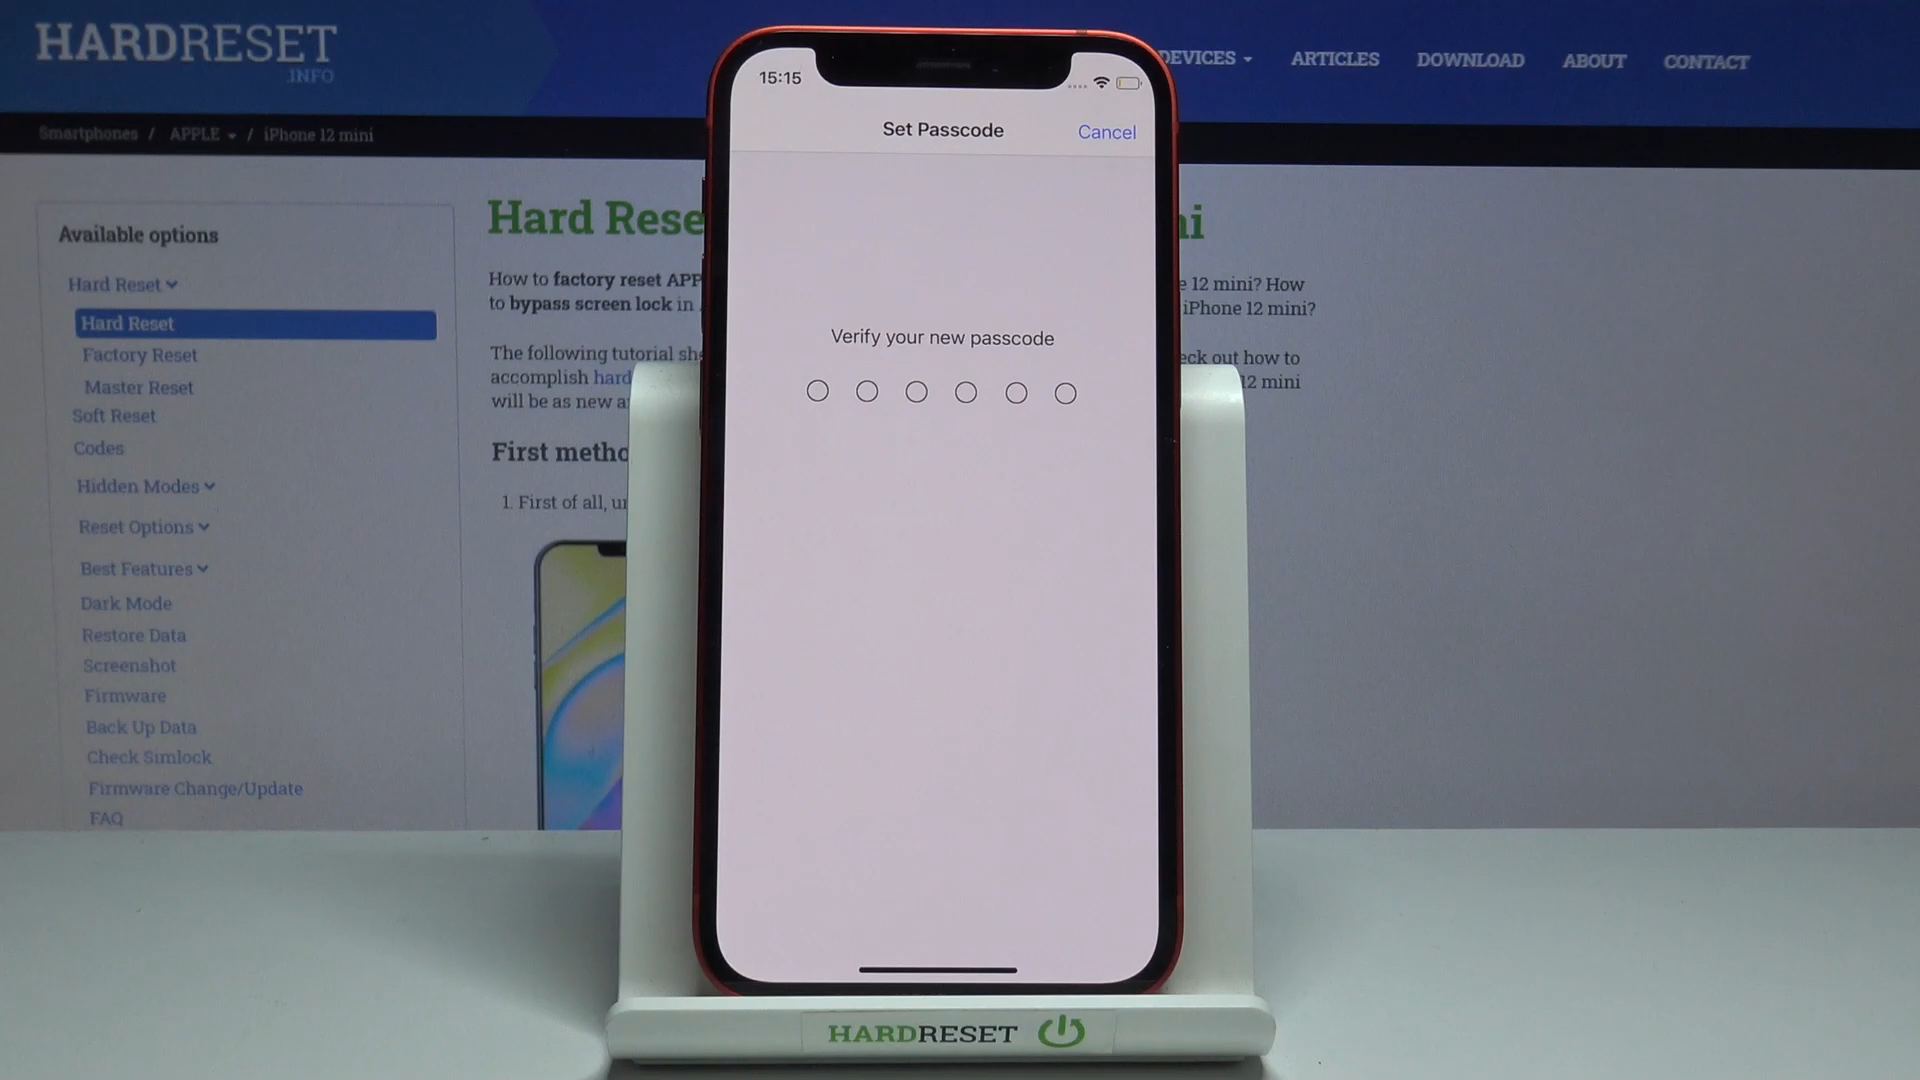 HARDRESET
.INFO
DEVICES
ARTICLES
DOWNLOAD
ABOUT
CONTACT
Smartphones / APPLE / iPhone 12 mini
Available options
Hard Reset
Hard Reset
Factory Reset
Master Reset
Soft Reset
Codes
Hidden Modes
Reset Options
Best Features
Dark Mode
Restore Data
Screenshot
Firmware
Back Up Data
Check Simlock
Firmware Change/Update
FAQ
Hard Rese
ni
How to factory reset APP
e 12 mini? How
to bypass screen lock in
iPhone 12 mini?
The following tutorial sh
eck out how to
accomplish hard
12 mini
will be as new a
First metho
1. First of all, un
15:15
Set Passcode
Cancel
Verify your new passcode
HARDRESET